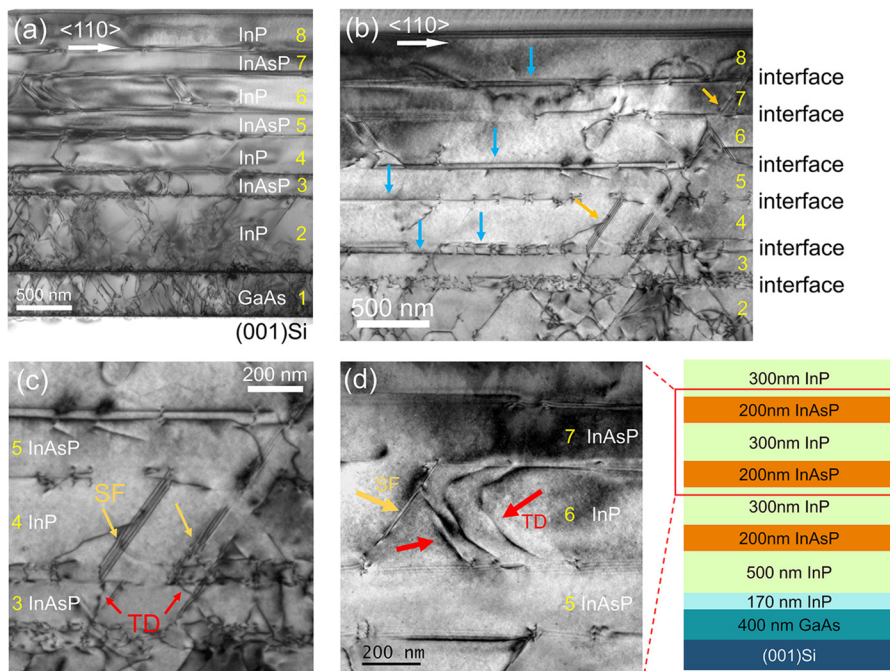 (a)
<110>
InP 8
InAsP 7
InP 6
InAsP 5
InP 4
InAsP 3
InP 2
GaAs 1
500 nm
(001)Si
(b)
<110>
8
interface
7
interface
6
interface
5
interface
4
interface
3
interface
2
500 nm
(c)
200 nm
5 InAsP
SF
4 InP
3 InAsP
TD
(d)
7 InAsP
SF
TD
6 InP
5 InAsP
200 nm
300nm InP
200nm InAsP
300nm InP
200nm InAsP
300nm InP
200nm InAsP
500 nm InP
170 nm InP
400 nm GaAs
(001)Si